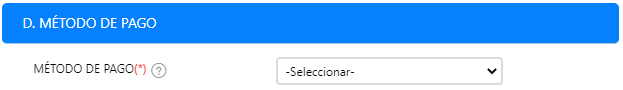 D. MÉTODO DE PAGO
MÉTODO DE PAGO(*) ?
-Seleccionar-